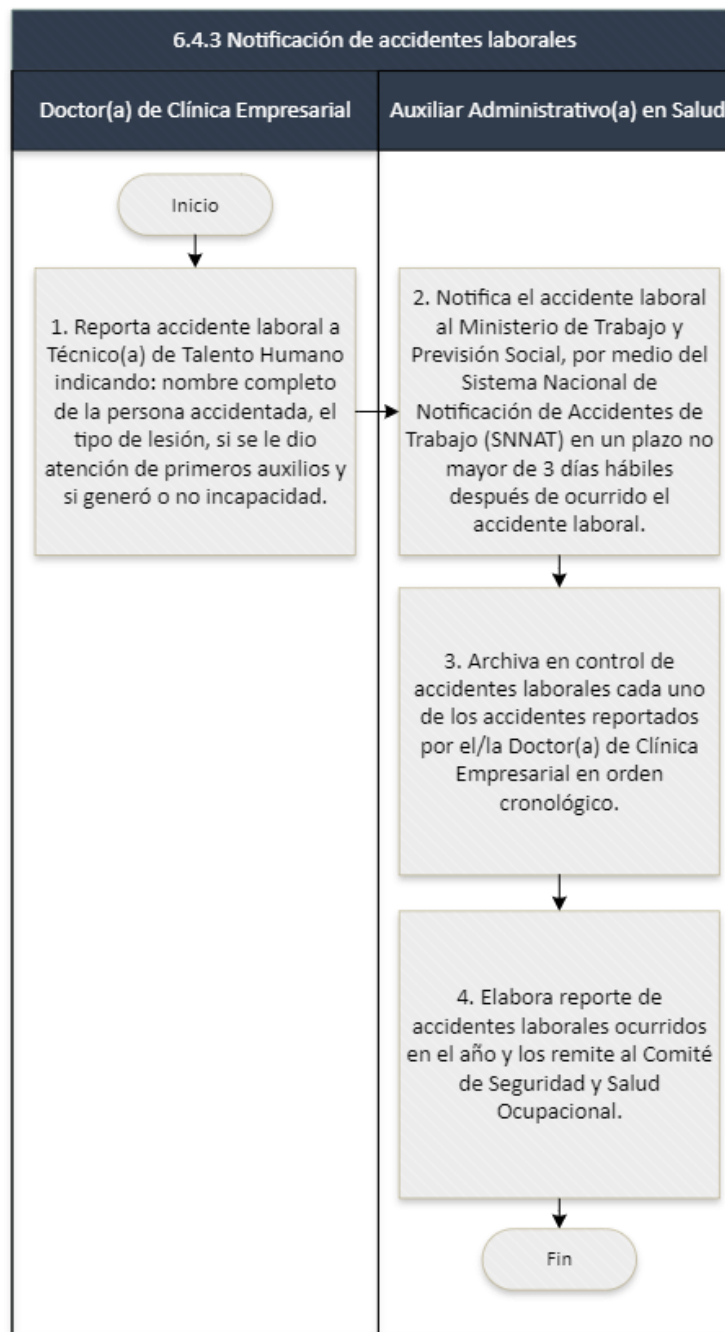 6.4.3 Notificación de accidentes laborales
Doctor(a) de Clínica Empresarial
Auxiliar Administrativo(a) en Salud
Inicio
1. Reporta accidente laboral a
Técnico(a) de Talento Humano
indicando: nombre completo
de la persona accidentada, el
tipo de lesión, si se le dio
atención de primeros auxilios y
si generó o no incapacidad.
2. Notifica el accidente laboral
al Ministerio de Trabajo y
Previsión Social, por medio del
Sistema Nacional de
Notificación de Accidentes de
Trabajo (SNNAT) en un plazo no
mayor de 3 días hábiles
después de ocurrido el
accidente laboral.
3. Archiva en control de
accidentes laborales cada uno
de los accidentes reportados
por el/la Doctor(a) de Clínica
Empresarial en orden
cronológico.
4. Elabora reporte de
accidentes laborales ocurridos
en el año y los remite al Comité
de Seguridad y Salud
Ocupacional.
Fin